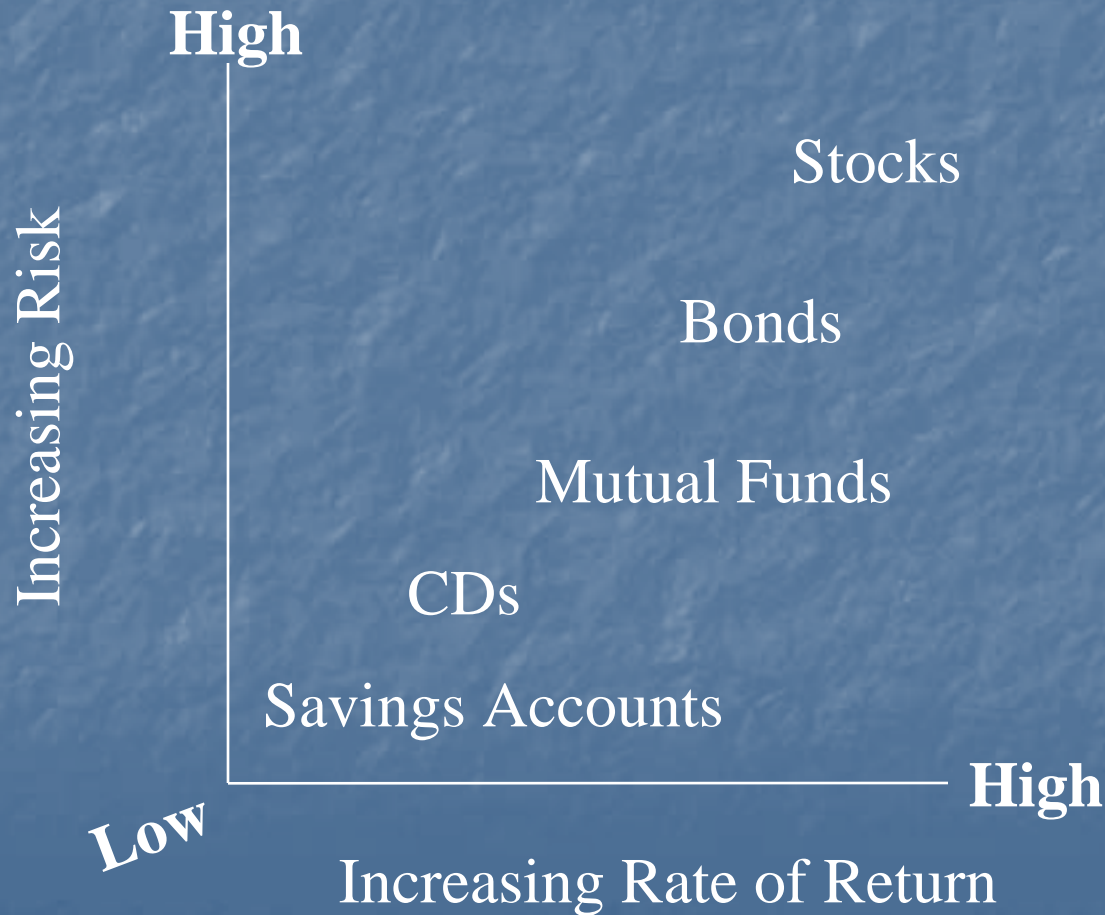 High
Stocks
Increasing Risk
Bonds
Mutual Funds
CDs
Savings Accounts
High
Low
Increasing Rate of Return